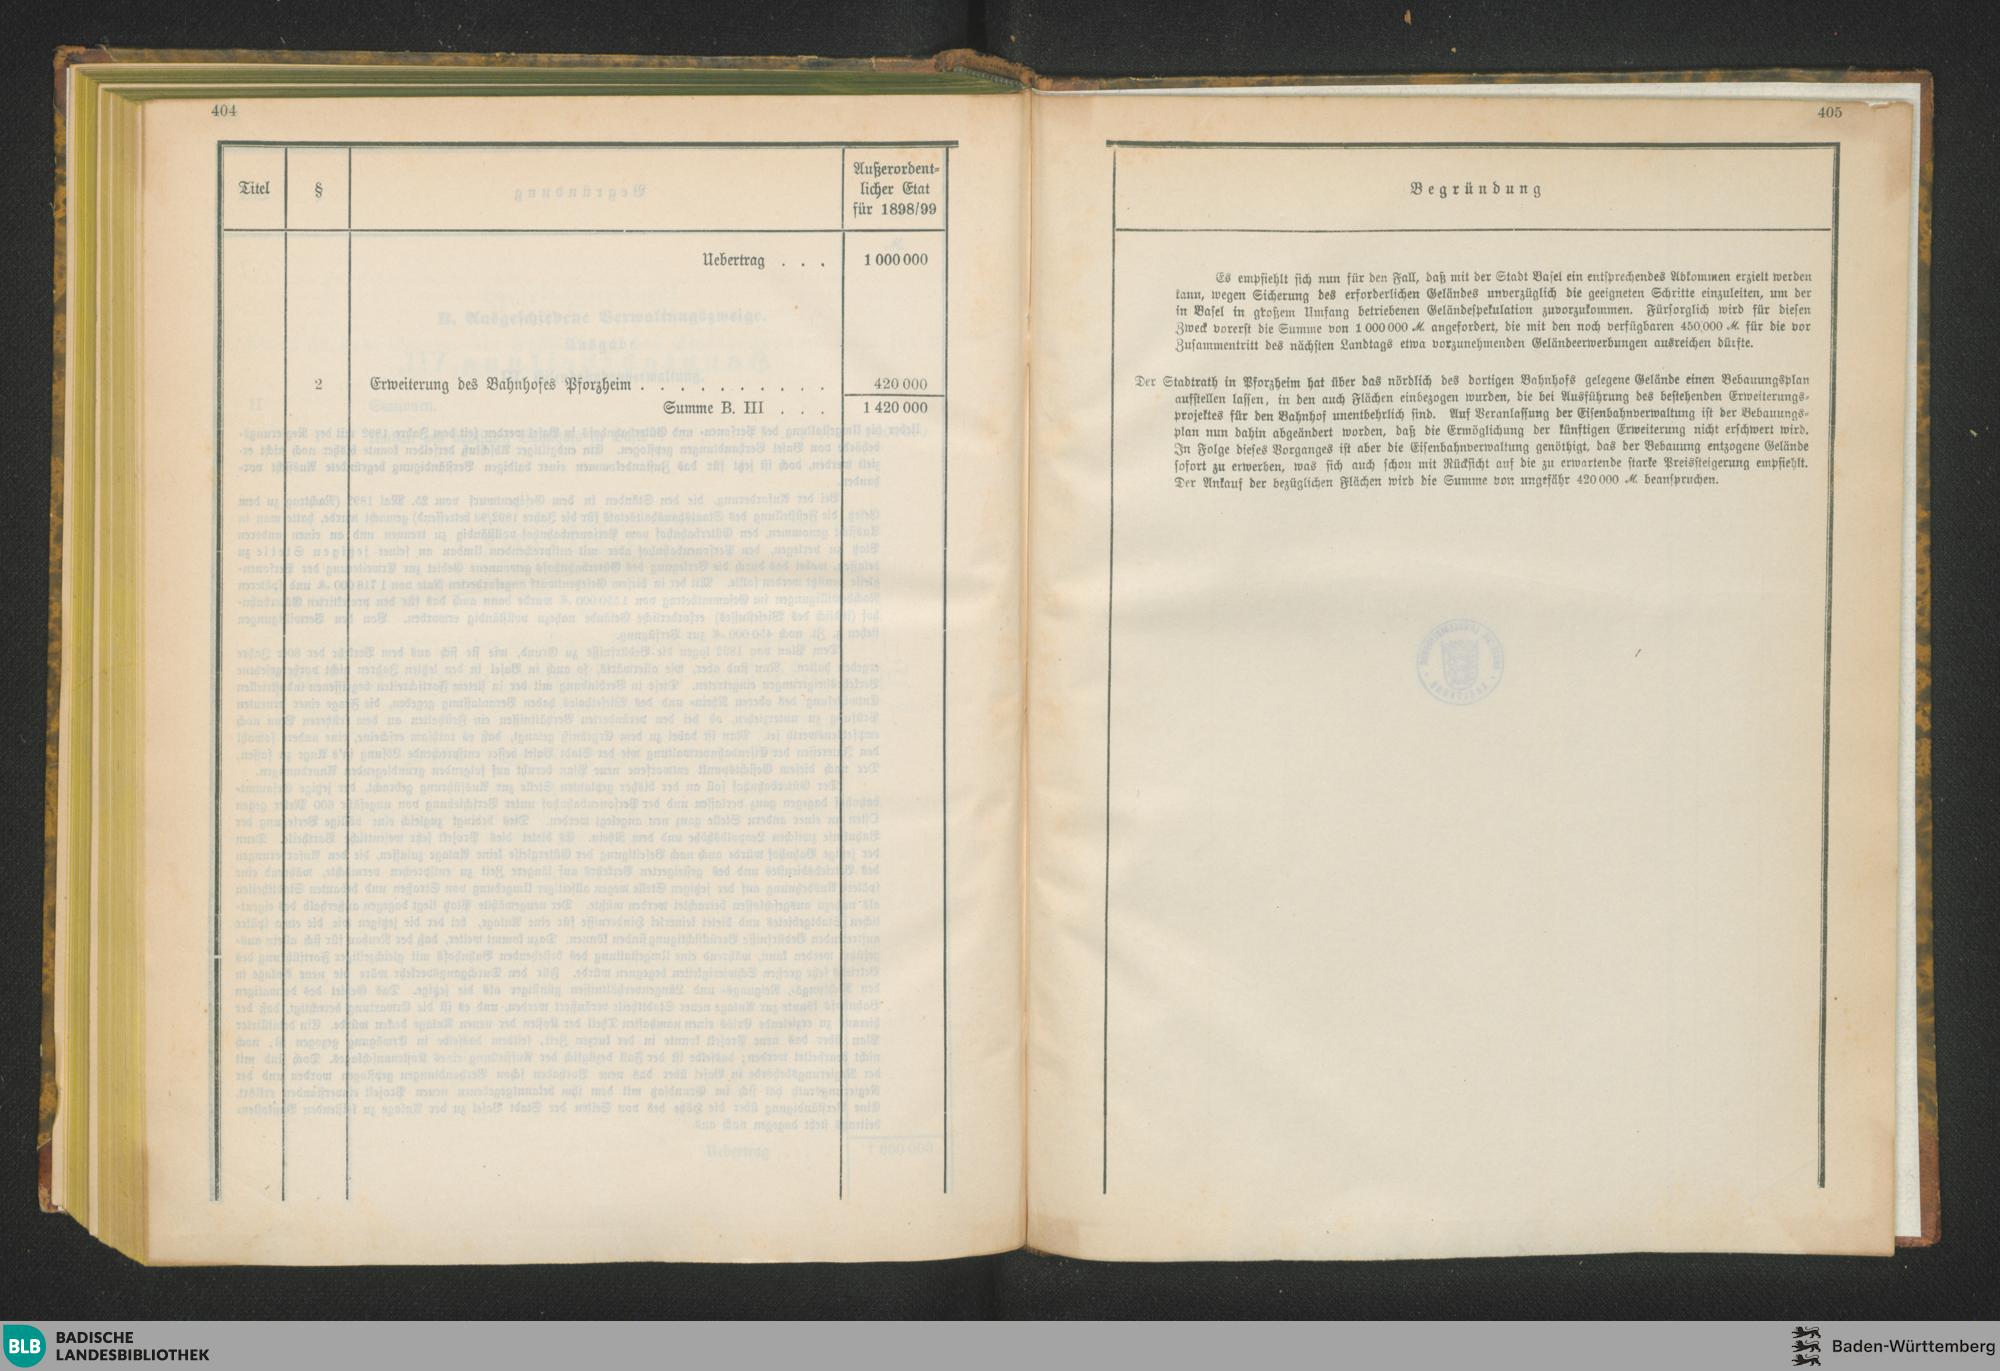 404
Titel
§
Außerordent-
licher Etat
für 1898/99
Uebertrag . . .
1 000 000
2
Erweiterung des Bahnhofes Pforzheim . . . . . . . . . .
420 000
Summe B. III . . .
1 420 000
405
Begründung
Es empfiehlt sich nun für den Fall, daß mit der Stadt Basel ein entsprechendes Abkommen erzielt werden
kann, wegen Sicherung des erforderlichen Geländes unverzüglich die geeigneten Schritte einzuleiten, um der
in Basel in großem Umfang betriebenen Geländespekulation zuvorzukommen. Fürsorglich wird für diesen
Zweck vorerst die Summe von 1 000 000 ℳ angefordert, die mit den noch verfügbaren 450 000 ℳ für die vor
Zusammentritt des nächsten Landtags etwa vorzunehmenden Geländeerwerbungen ausreichen dürfte.
Der Stadtrath in Pforzheim hat über das nördlich des dortigen Bahnhofs gelegene Gelände einen Bebauungsplan
aufstellen lassen, in den auch Flächen einbezogen wurden, die bei Ausführung des bestehenden Erweiterungs-
projektes für den Bahnhof unentbehrlich sind. Auf Veranlassung der Eisenbahnverwaltung ist der Bebauungs-
plan nun dahin abgeändert worden, daß die Ermöglichung der künftigen Erweiterung nicht erschwert wird.
In Folge dieses Vorganges ist aber die Eisenbahnverwaltung genöthigt, das der Bebauung entzogene Gelände
sofort zu erwerben, was sich auch schon mit Rücksicht auf die zu erwartende starke Preissteigerung empfiehlt.
Der Ankauf der bezüglichen Flächen wird die Summe von ungefähr 420 000 ℳ beanspruchen.
BLB
BADISCHE
LANDESBIBLIOTHEK
Baden-Württemberg